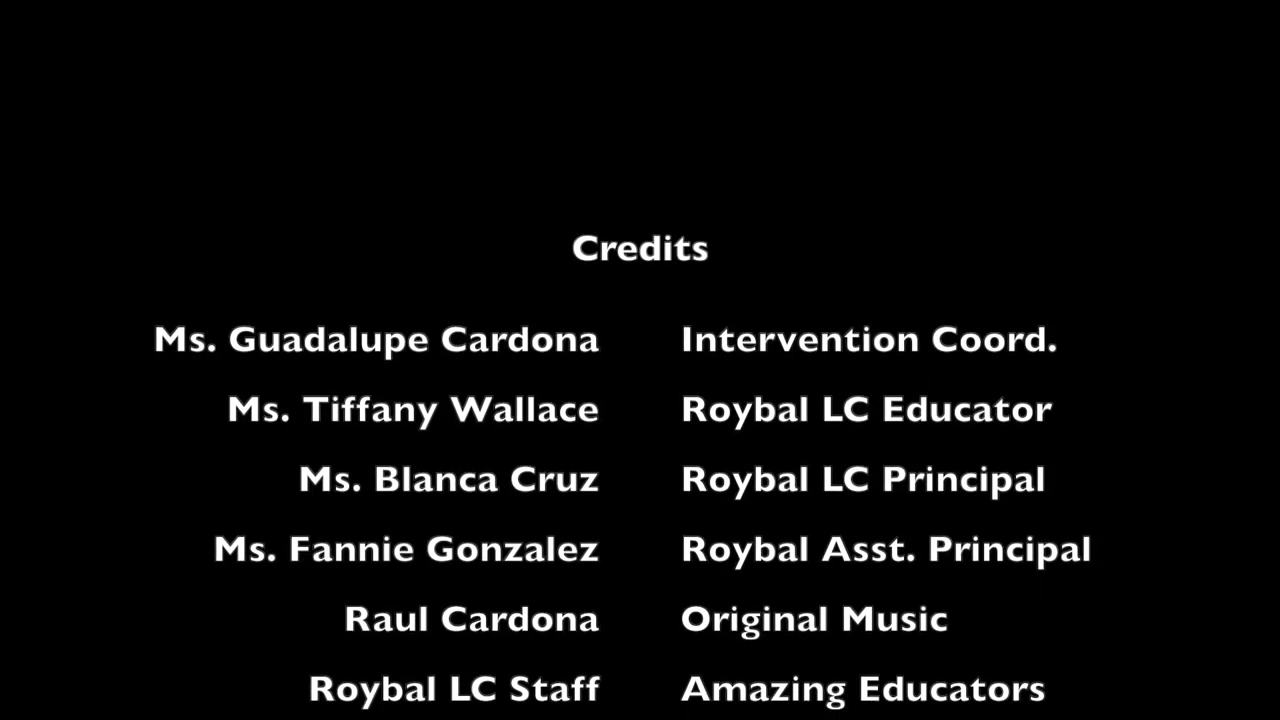 Credits
Ms. Guadalupe Cardona Intervention Coord.
Ms. Tiffany Wallace Roybal LC Educator
Ms. Blanca Cruz Roybal LC Principal
Ms. Fannie Gonzalez Roybal Asst. Principal
Raul Cardona Original Music
Roybal LC Staff Amazing Educators